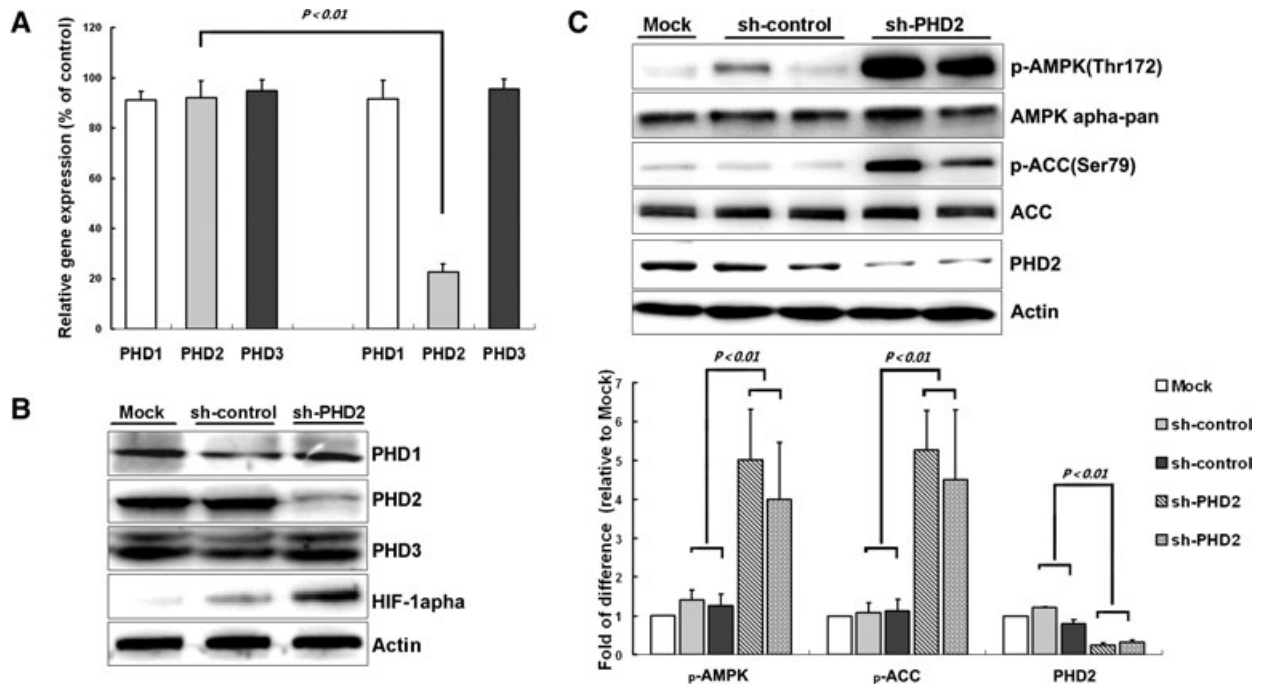 A
P < 0.01
Relative gene expression (% of control)
120
100
80
60
40
20
0
PHD1 PHD2 PHD3 PHD1 PHD2 PHD3
B
Mock sh-control sh-PHD2
PHD1
PHD2
PHD3
HIF-1apha
Actin
C
Mock sh-control sh-PHD2
p-AMPK(Thr172)
AMPK apha-pan
p-ACC(Ser79)
ACC
PHD2
Actin
Fold of difference (relative to Mock)
7
6
5
4
3
2
1
0
P < 0.01 P < 0.01
P < 0.01
p-AMPK p-ACC PHD2
Mock
sh-control
sh-control
sh-PHD2
sh-PHD2